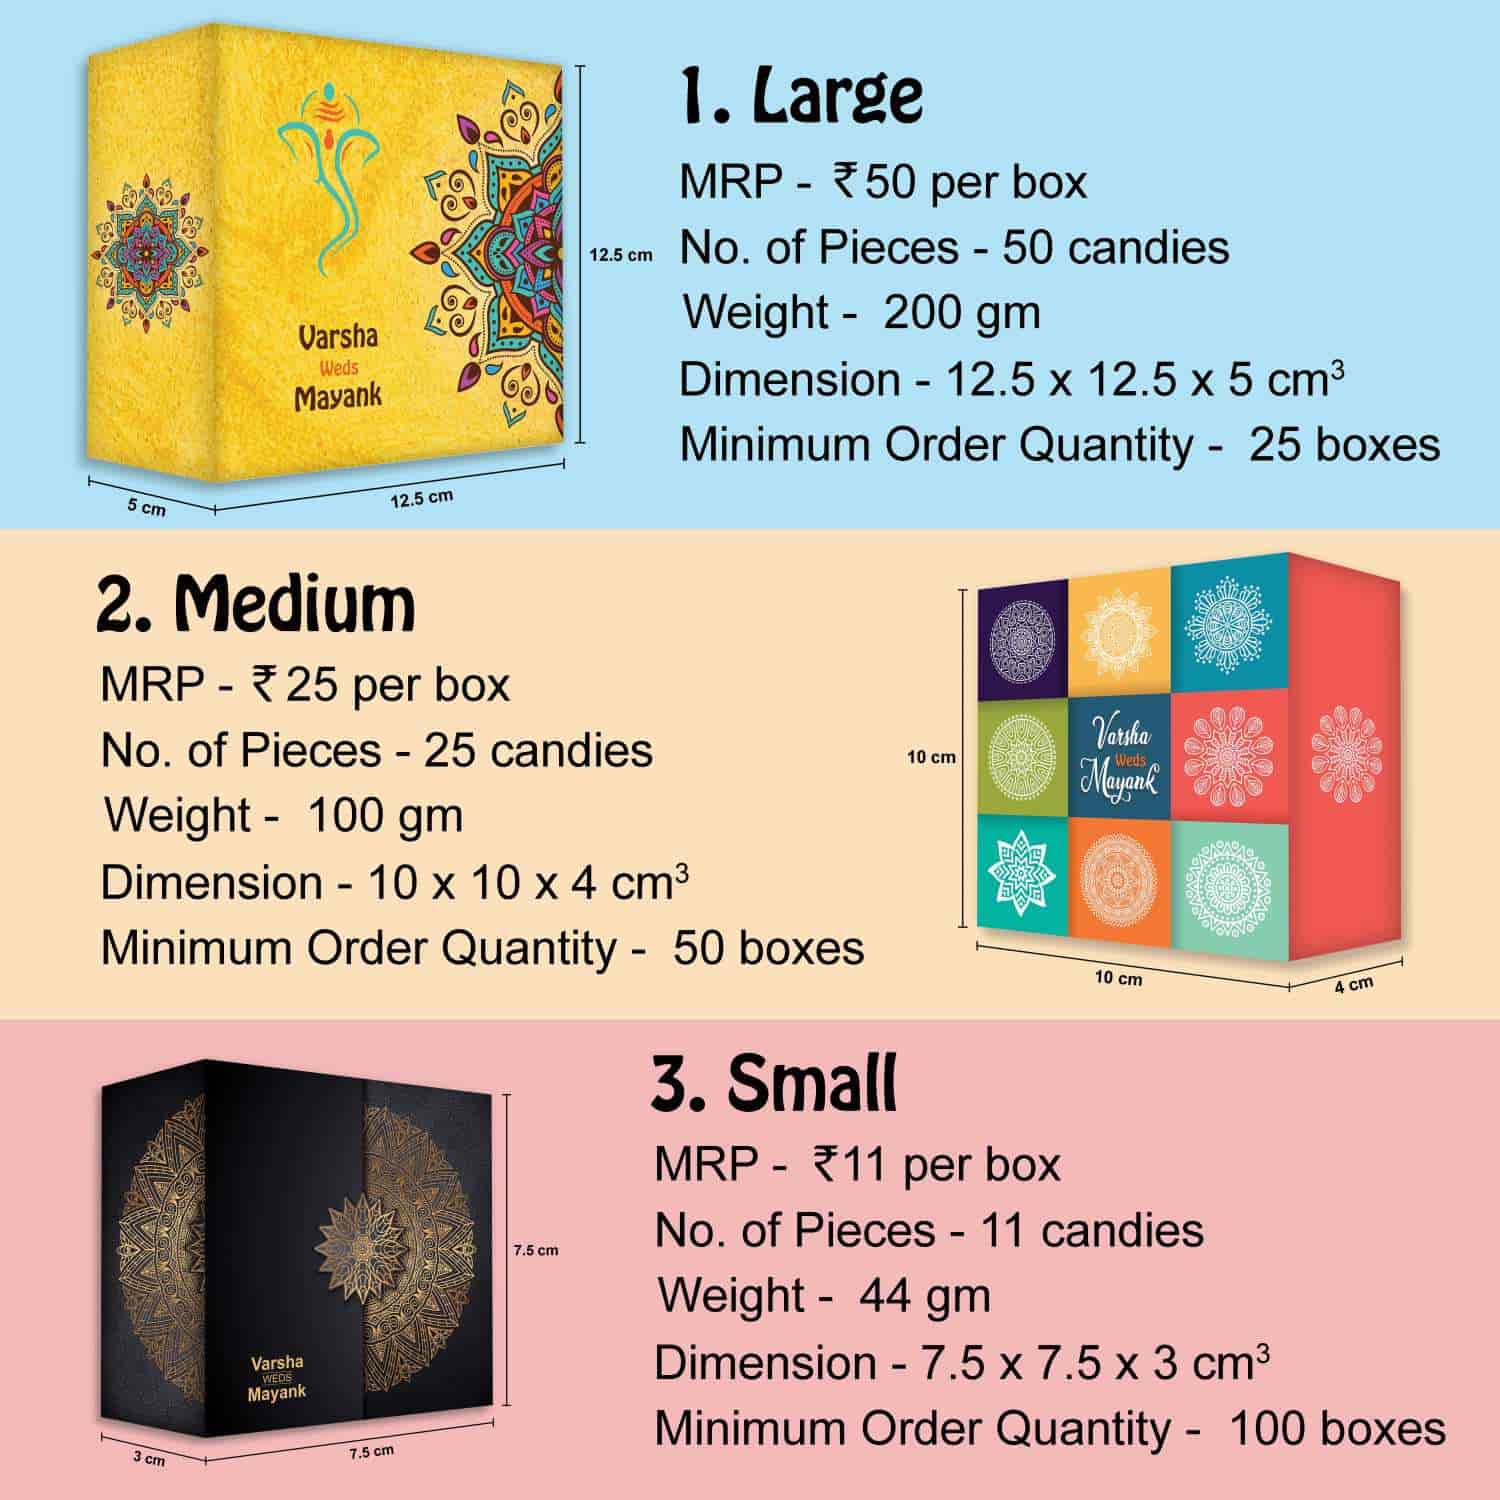 1. Large
MRP - ₹50 per box
No. of Pieces - 50 candies
Weight - 200 gm
Dimension - 12.5 x 12.5 x 5 cm³
Minimum Order Quantity - 25 boxes
Varsha
Weds
Mayank
12.5 cm
5 cm
12.5 cm
2. Medium
MRP - ₹25 per box
No. of Pieces - 25 candies
Weight - 100 gm
Dimension - 10 x 10 x 4 cm³
Minimum Order Quantity - 50 boxes
Varsha
Weds
Mayank
10 cm
10 cm
4 cm
3. Small
MRP - ₹11 per box
No. of Pieces - 11 candies
Weight - 44 gm
Dimension - 7.5 x 7.5 x 3 cm³
Minimum Order Quantity - 100 boxes
Varsha
WEDS
Mayank
7.5 cm
3 cm
7.5 cm